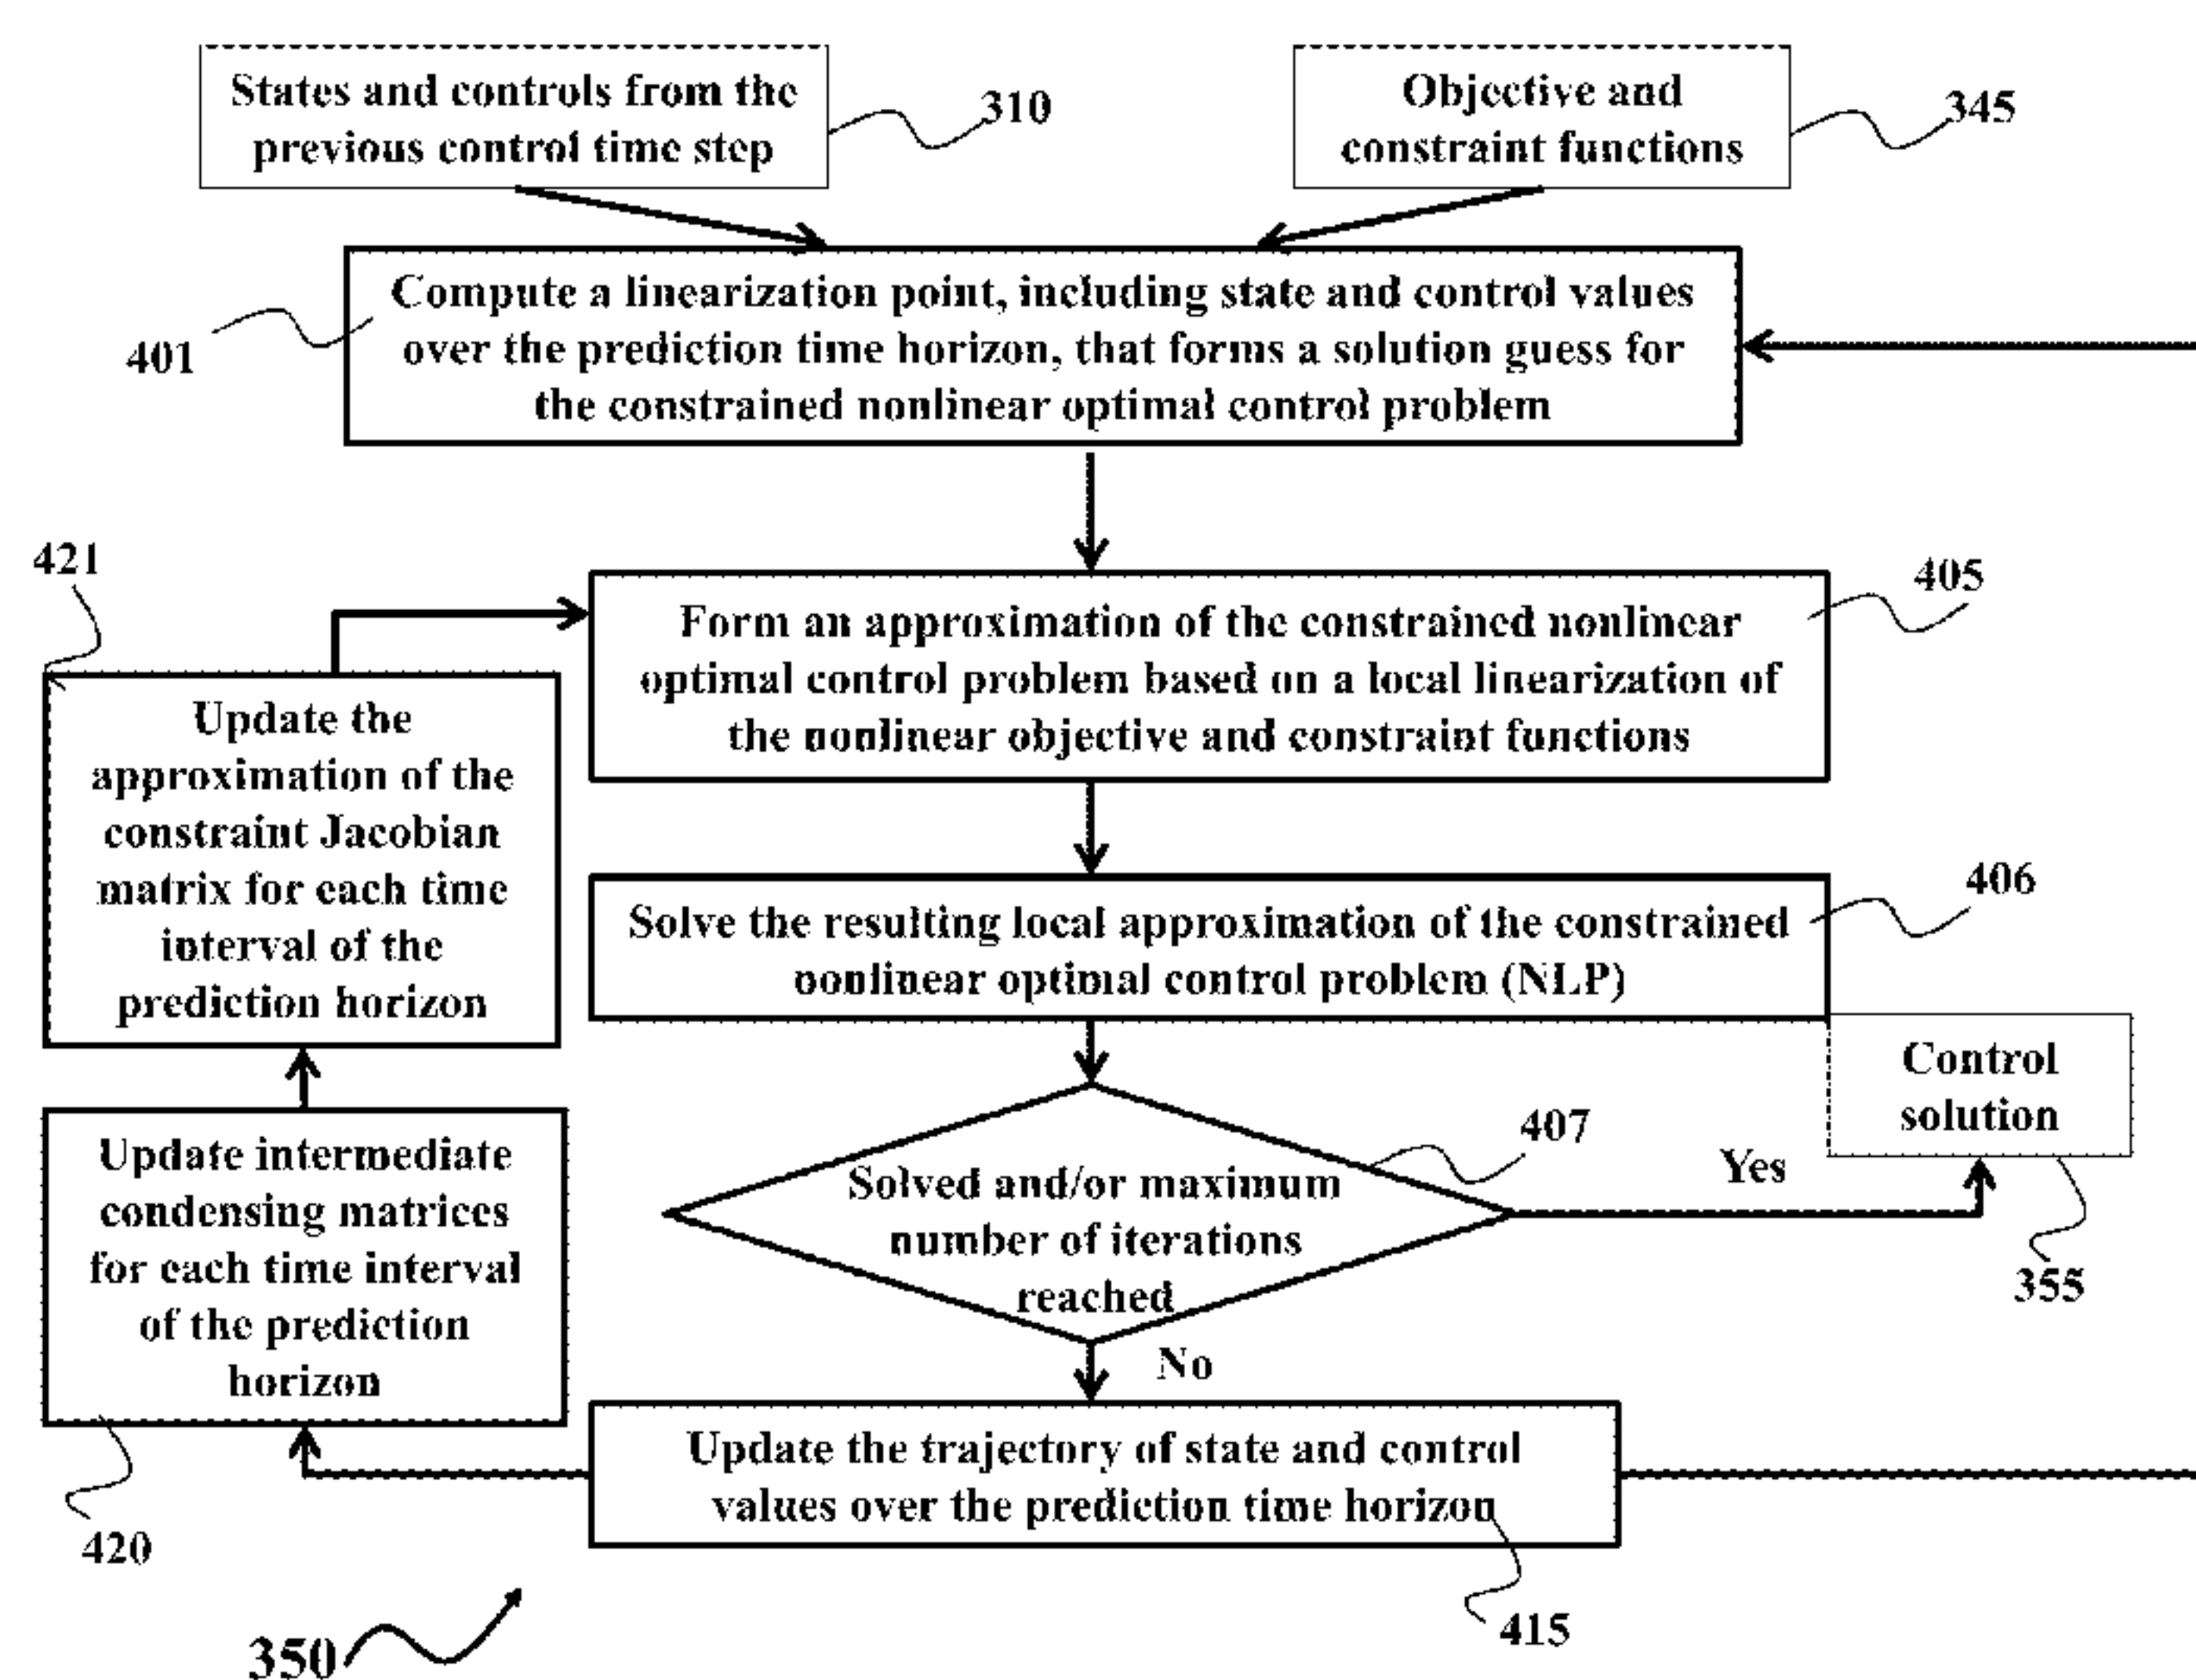 States and controls from the
previous control time step
310
Objective and
constraint functions
345
Compute a linearization point, including state and control values
over the prediction time horizon, that forms a solution guess for
the constrained nonlinear optimal control problem
401
421
405
Form an approximation of the constrained nonlinear
optimal control problem based on a local linearization of
the nonlinear objective and constraint functions
Update the
approximation of the
constraint Jacobian
matrix for each time
interval of the
prediction horizon
406
Solve the resulting local approximation of the constrained
nonlinear optimal control problem (NLP)
Control
solution
355
407
Yes
Solved and/or maximum
number of iterations
reached
No
Update intermediate
condensing matrices
for each time interval
of the prediction
horizon
420
Update the trajectory of state and control
values over the prediction time horizon
415
350